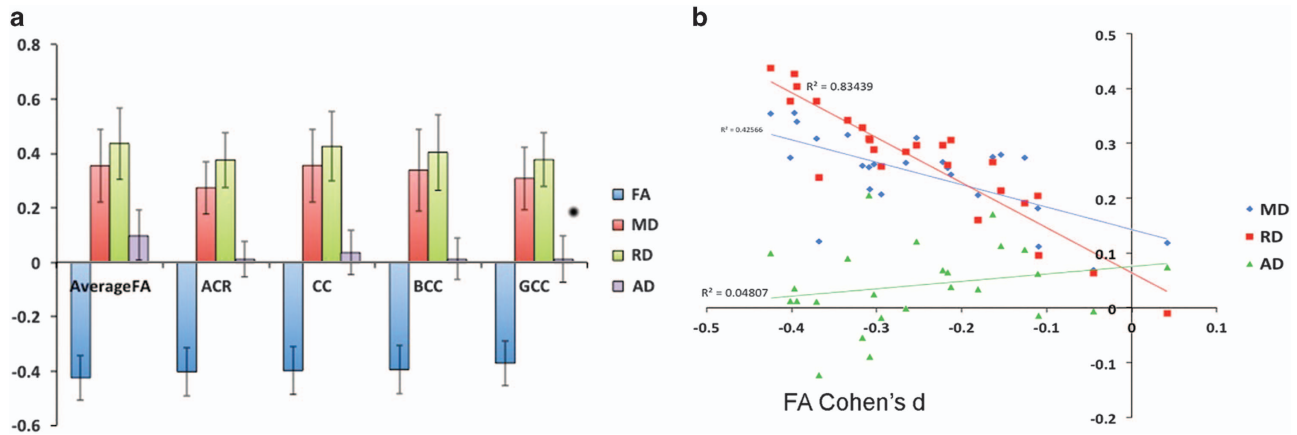 a
0.8
0.6
0.4
0.2
0
-0.2
-0.4
-0.6
AverageFA ACR CC BCC GCC
FA
MD
RD
AD
b
0.5
0.4
0.3
0.2
0.1
0
-0.1
-0.2
-0.5 -0.4 -0.3 -0.2 -0.1 0 0.1
R² = 0.83439
R² = 0.42566
R² = 0.04807
FA Cohen's d
MD
RD
AD